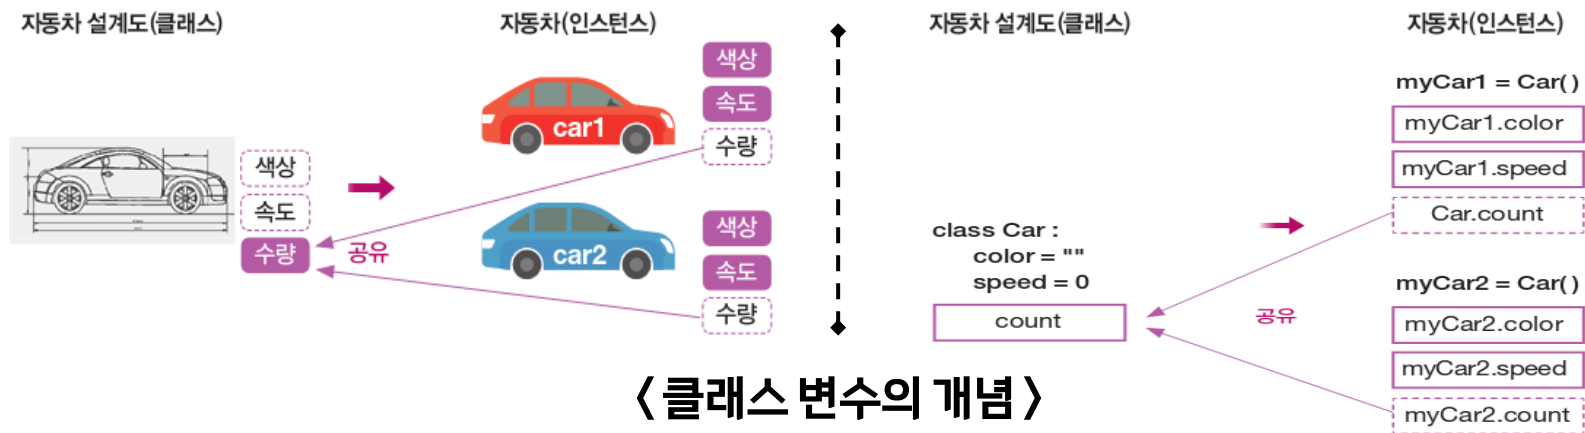 자동차 설계도(클래스)
자동차(인스턴스)
색상
속도
수량
car1
색상
속도
수량
공유
car2
색상
속도
수량
자동차 설계도(클래스)
자동차(인스턴스)
class Car :
color = ""
speed = 0
count
공유
myCar1 = Car( )
myCar1.color
myCar1.speed
Car.count
myCar2 = Car( )
myCar2.color
myCar2.speed
myCar2.count
< 클래스 변수의 개념 >